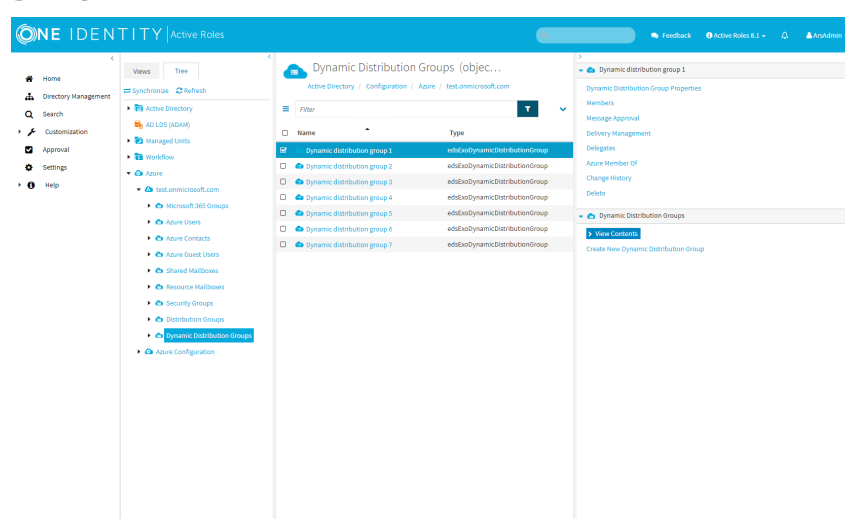 ONE IDENTITY Active Roles
Feedback
Active Roles 8.1
ArsAdmin
Home
Directory Management
Search
Customization
Approval
Settings
Help
Views Tree
Synchronize Refresh
Active Directory
AD LDS (ADAM)
Managed Units
Workflow
Azure
test.onmicrosoft.com
Microsoft 365 Groups
Azure Users
Azure Contacts
Azure Guest Users
Shared Mailboxes
Resource Mailboxes
Security Groups
Distribution Groups
Dynamic Distribution Groups
Azure Configuration
Dynamic Distribution Groups (objec...
Active Directory / Configuration / Azure / test.onmicrosoft.com
Filter
Name Type
Dynamic distribution group 1 edsExoDynamicDistributionGroup
Dynamic distribution group 2 edsExoDynamicDistributionGroup
Dynamic distribution group 3 edsExoDynamicDistributionGroup
Dynamic distribution group 4 edsExoDynamicDistributionGroup
Dynamic distribution group 5 edsExoDynamicDistributionGroup
Dynamic distribution group 6 edsExoDynamicDistributionGroup
Dynamic distribution group 7 edsExoDynamicDistributionGroup
Dynamic distribution group 1
Dynamic Distribution Group Properties
Members
Message Approval
Delivery Management
Delegates
Azure Member Of
Change History
Delete
Dynamic Distribution Groups
View Contents
Create New Dynamic Distribution Group